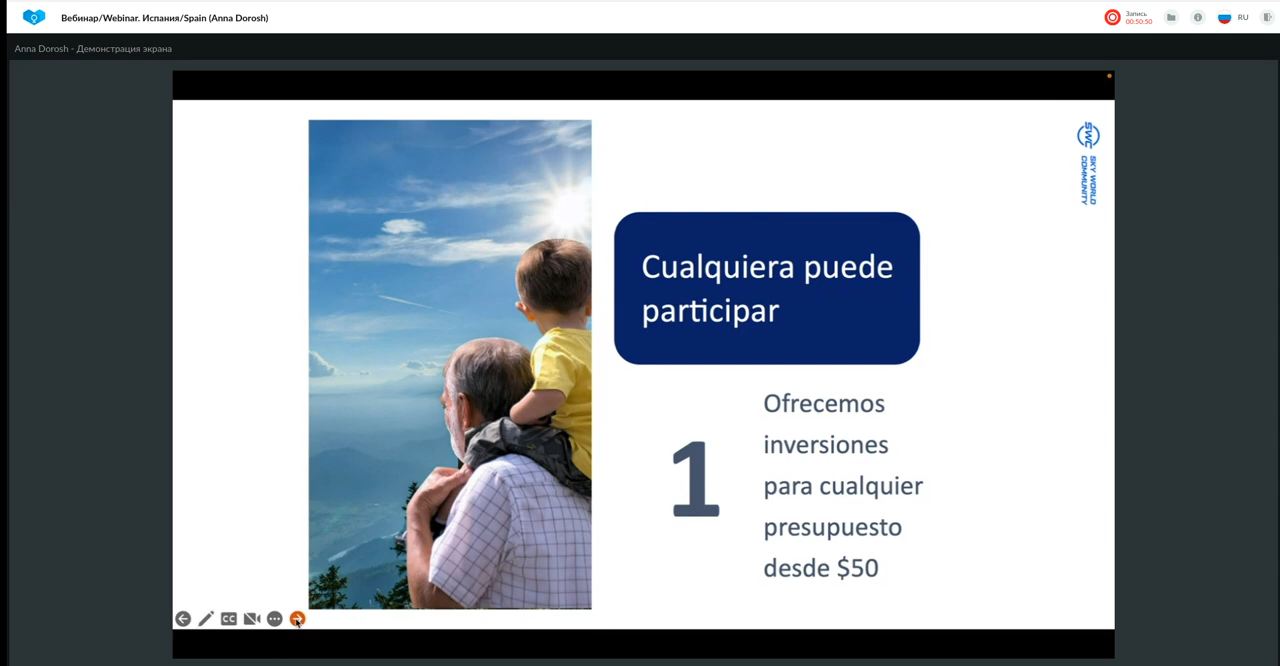 Вебинар/Webinar. Испания/Spain (Anna Dorosh)
Запись
00:50:50
RU
Anna Dorosh - Демонстрация экрана
SWC
SKY WORLD
COMMUNITY
Cualquiera puede
participar
1
Ofrecemos
inversiones
para cualquier
presupuesto
desde $50
CC